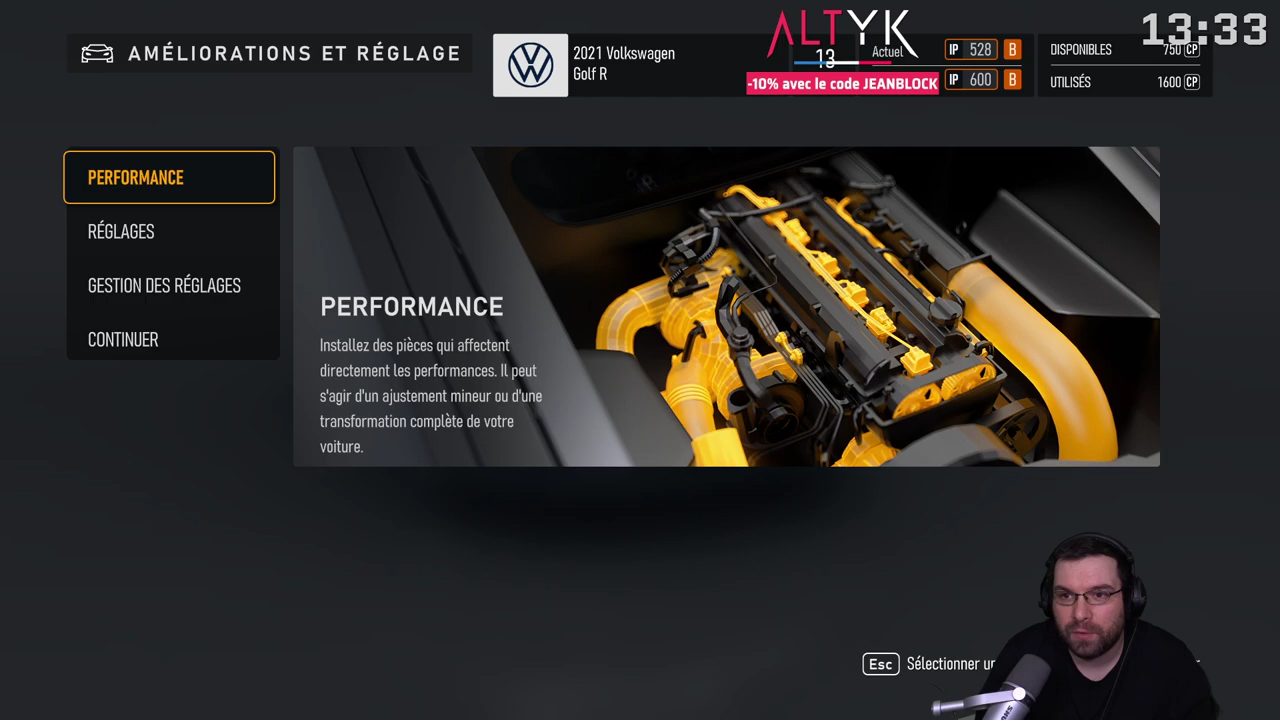 AMÉLIORATIONS ET RÉGLAGE
2021 Volkswagen
Golf R
13
ALTYK
-10% avec le code JEANBLOCK
Actuel
IP 528 B
IP 600 B
13:33
DISPONIBLES 750 CP
UTILISÉS 1600 CP
PERFORMANCE
RÉGLAGES
GESTION DES RÉGLAGES
CONTINUER
PERFORMANCE
Installez des pièces qui affectent
directement les performances. Il peut
s'agir d'un ajustement mineur ou d'une
transformation complète de votre
voiture.
Esc Sélectionner